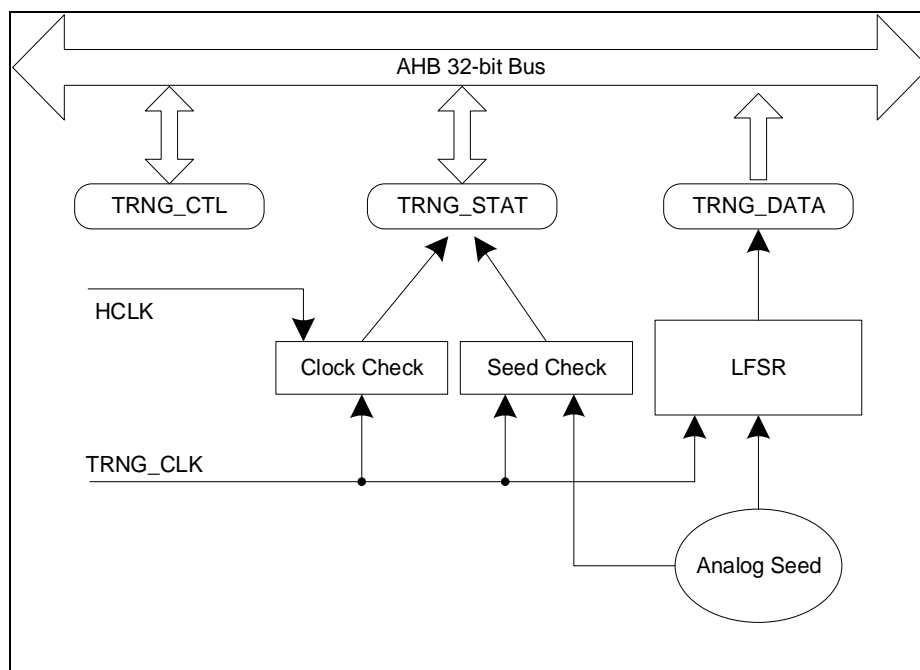 AHB 32-bit Bus
TRNG_CTL
TRNG_STAT
TRNG_DATA
HCLK
Clock Check
Seed Check
LFSR
TRNG_CLK
Analog Seed